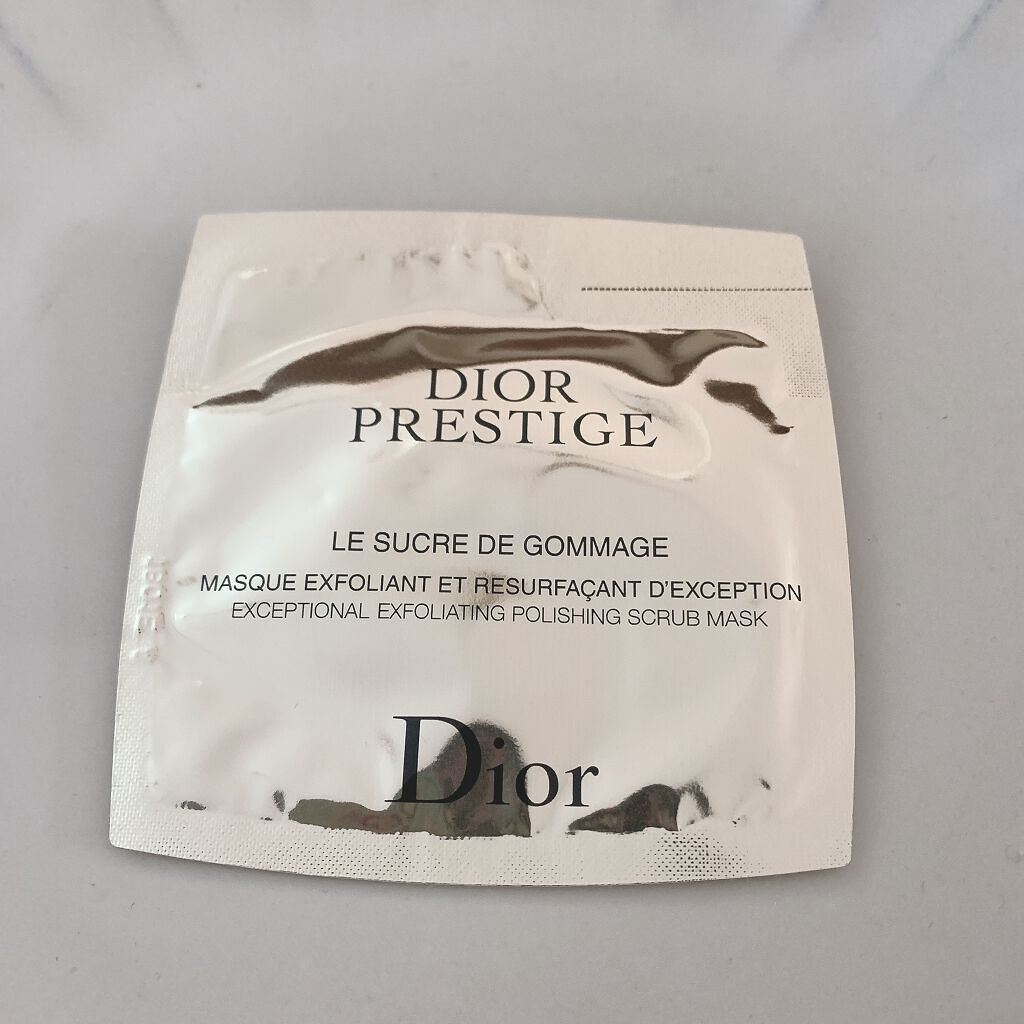 DIOR
PRESTIGE
LE SUCRE DE GOMMAGE
MASQUE EXFOLIANT ET RESURFAÇANT D'EXCEPTION
EXCEPTIONAL EXFOLIATING POLISHING SCRUB MASK
Dior